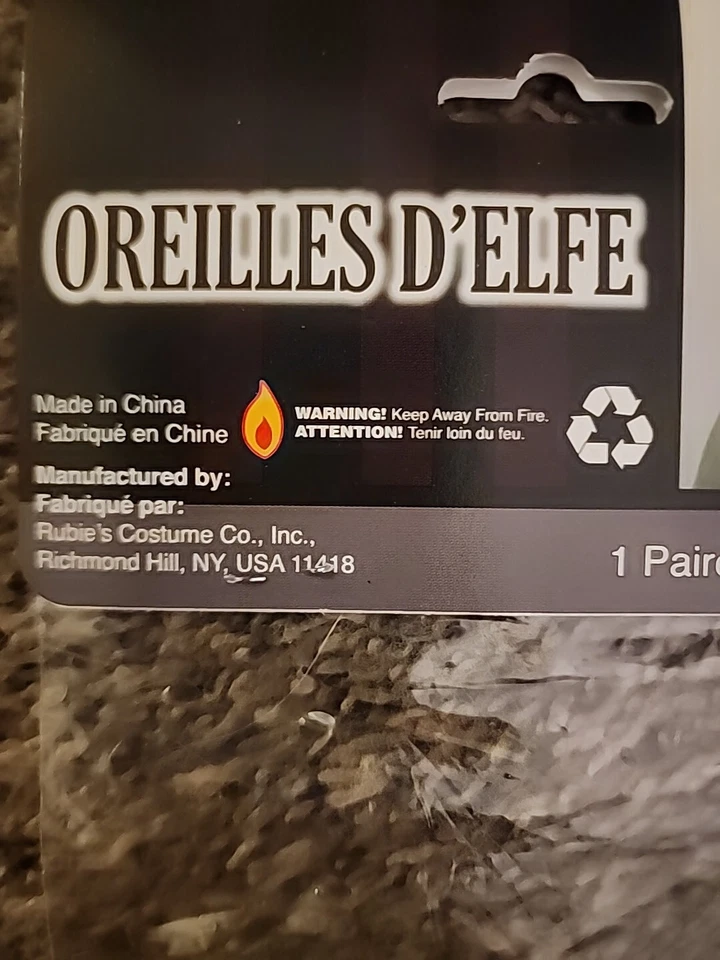 OREILLES D'ELFE
Made in China
Fabriqué en Chine
WARNING! Keep Away From Fire.
ATTENTION! Tenir loin du feu.
Manufactured by:
Fabriqué par:
Rubie's Costume Co., Inc.,
Richmond Hill, NY, USA 11418
1 Paire